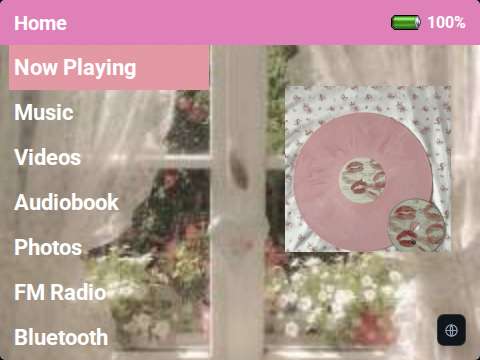 Home
100%
Now Playing
Music
Videos
Audiobook
Photos
FM Radio
Bluetooth